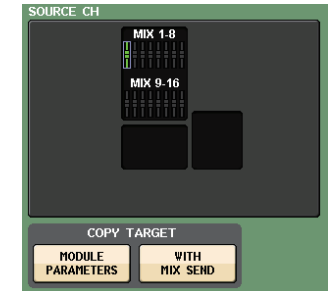 SOURCE CH
MIX 1-8
MIX 9-16
COPY TARGET
MODULE
PARAMETERS
WITH
MIX SEND